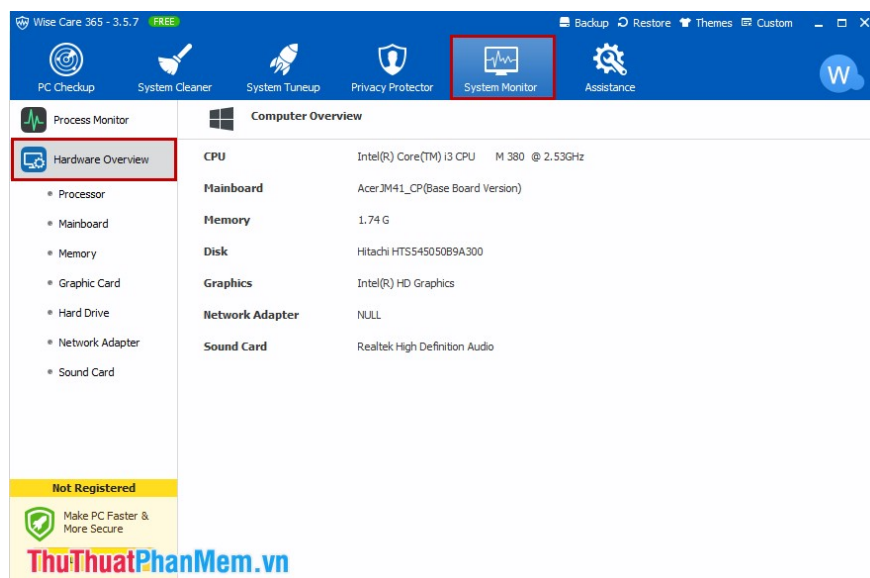 Wise Care 365 - 3.5.7 FREE Backup Restore Themes Custom
PC Checkup System Cleaner System Tuneup Privacy Protector System Monitor Assistance
W
Process Monitor
Hardware Overview
Processor
Mainboard
Memory
Graphic Card
Hard Drive
Network Adapter
Sound Card
Computer Overview
CPU Intel(R) Core(TM) i3 CPU M 380 @ 2.53GHz
Mainboard AcerJM41_CP(Base Board Version)
Memory 1.74 G
Disk Hitachi HTS545050B9A300
Graphics Intel(R) HD Graphics
Network Adapter NULL
Sound Card Realtek High Definition Audio
Not Registered
Make PC Faster &
More Secure
ThuThuatPhanMem.vn